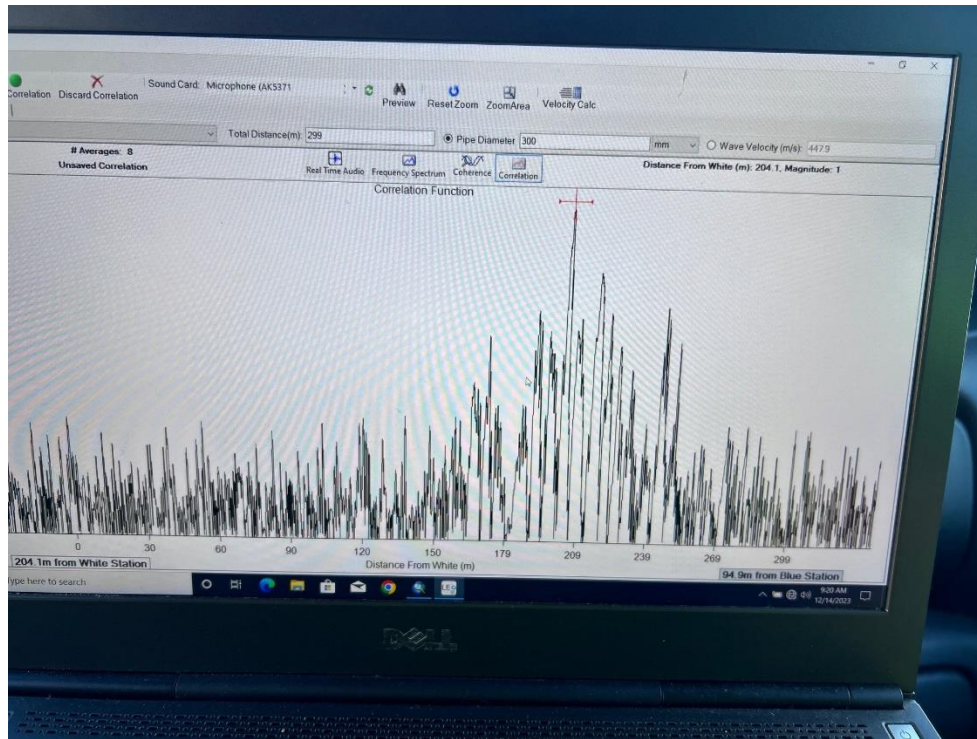 Correlation Discard Correlation Sound Card: Microphone (AK5371 Preview Reset Zoom ZoomArea Velocity Calc
Total Distance(m): 299 Pipe Diameter 300 mm Wave Velocity (m/s): 447.9
# Averages: 8
Unsaved Correlation
Real Time Audio Frequency Spectrum Coherence Correlation
Distance From White (m): 204.1, Magnitude: 1
Correlation Function
0 30 60 90 120 150 179 209 239 269 299
Distance From White (m)
204.1m from White Station
94.9m from Blue Station
Type here to search
9:20 AM
12/14/2023
DELL